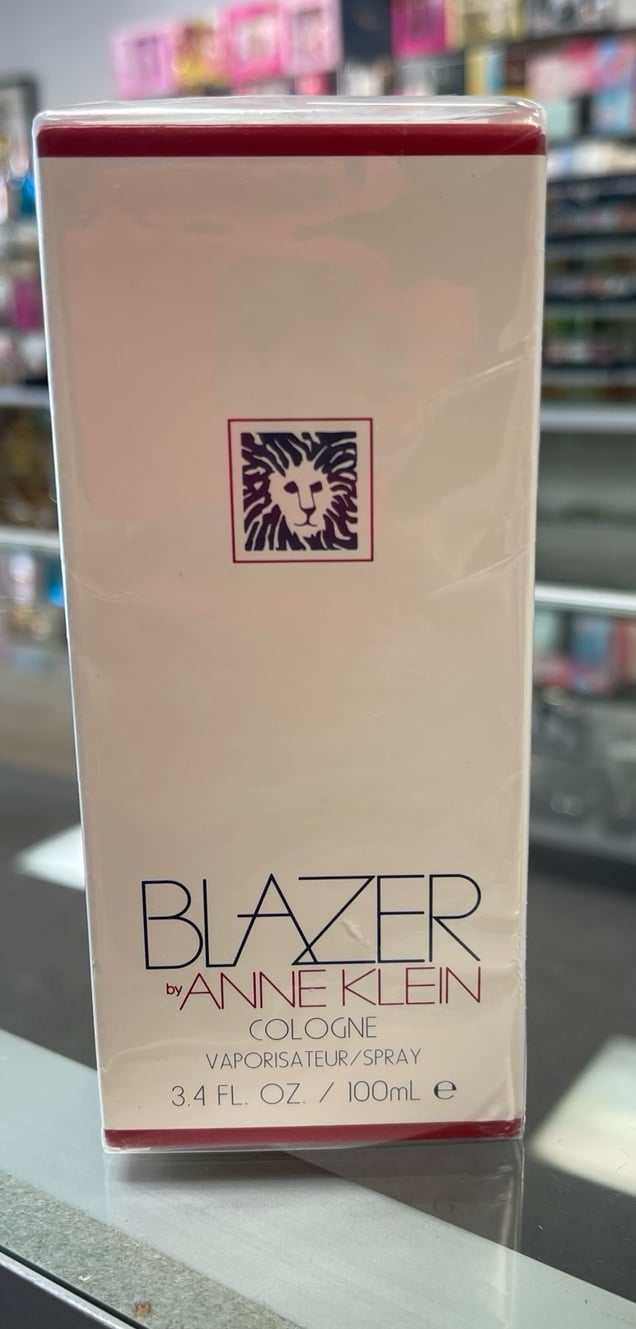 BLAZER
by ANNE KLEIN
COLOGNE
VAPORISATEUR/SPRAY
3.4 FL. OZ. / 100mL ℮